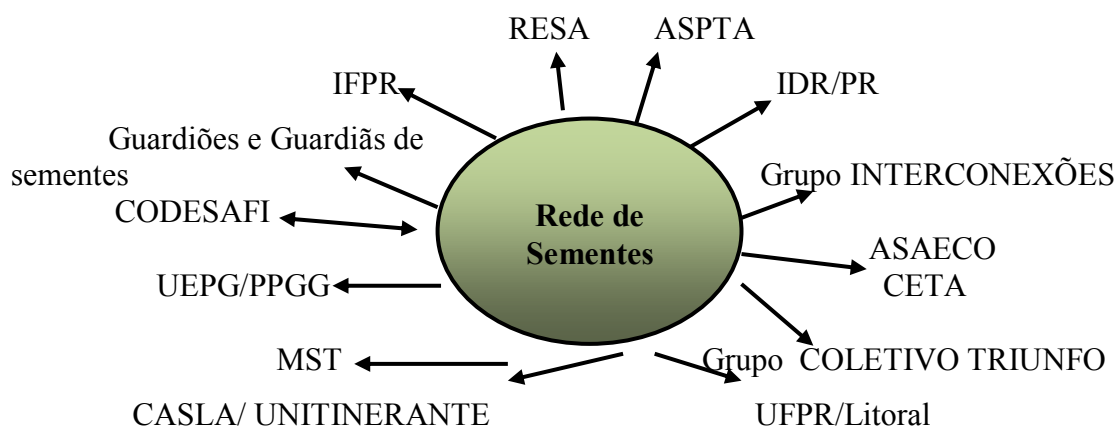 RESA
ASPTA
IFPR
IDR/PR
Guardiões e Guardiãs de
sementes
Grupo INTERCONEXÕES
CODESAFI
Rede de
Sementes
ASAECO
CETA
UEPG/PPGG
MST
Grupo COLETIVO TRIUNFO
CASLA/ UNITINERANTE
UFPR/Litoral